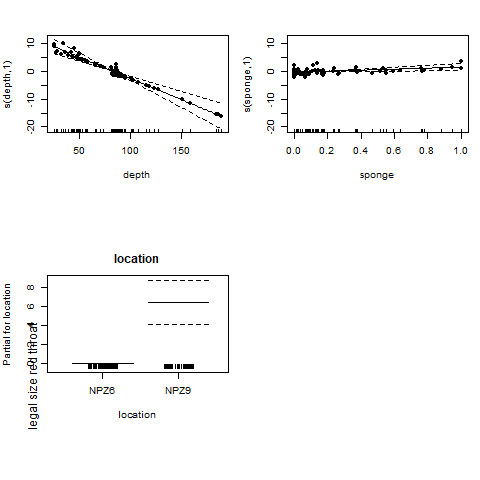 s(depth,1)
10
0
-10
-20
50
100
150
depth
s(sponge,1)
10
0
-10
-20
0.0
0.2
0.4
0.6
0.8
1.0
sponge
location
Partial for location
legal size red throat
8
6
4
2
0
NPZ6
NPZ9
location